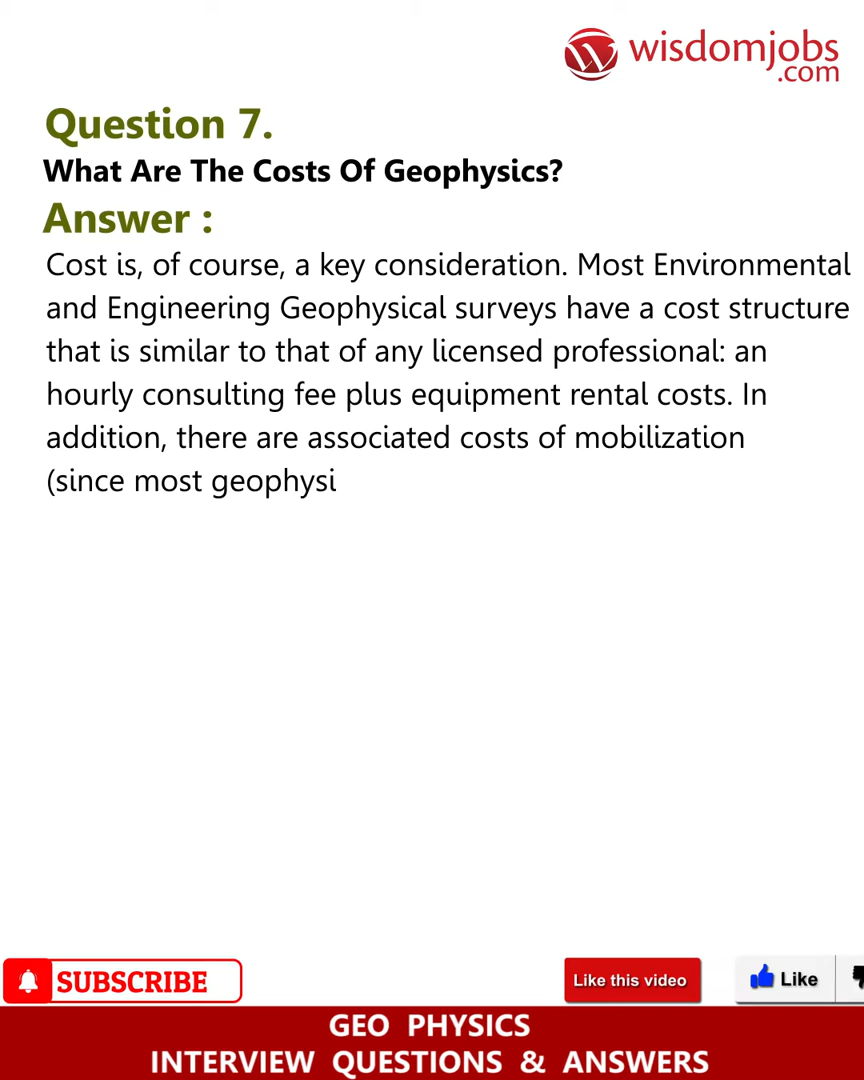 wisdomjobs
.com
Question 7.
What Are The Costs Of Geophysics?
Answer :
Cost is, of course, a key consideration. Most Environmental
and Engineering Geophysical surveys have a cost structure
that is similar to that of any licensed professional: an
hourly consulting fee plus equipment rental costs. In
addition, there are associated costs of mobilization
(since most geophysi
SUBSCRIBE
Like this video
Like
GEO PHYSICS
INTERVIEW QUESTIONS & ANSWERS